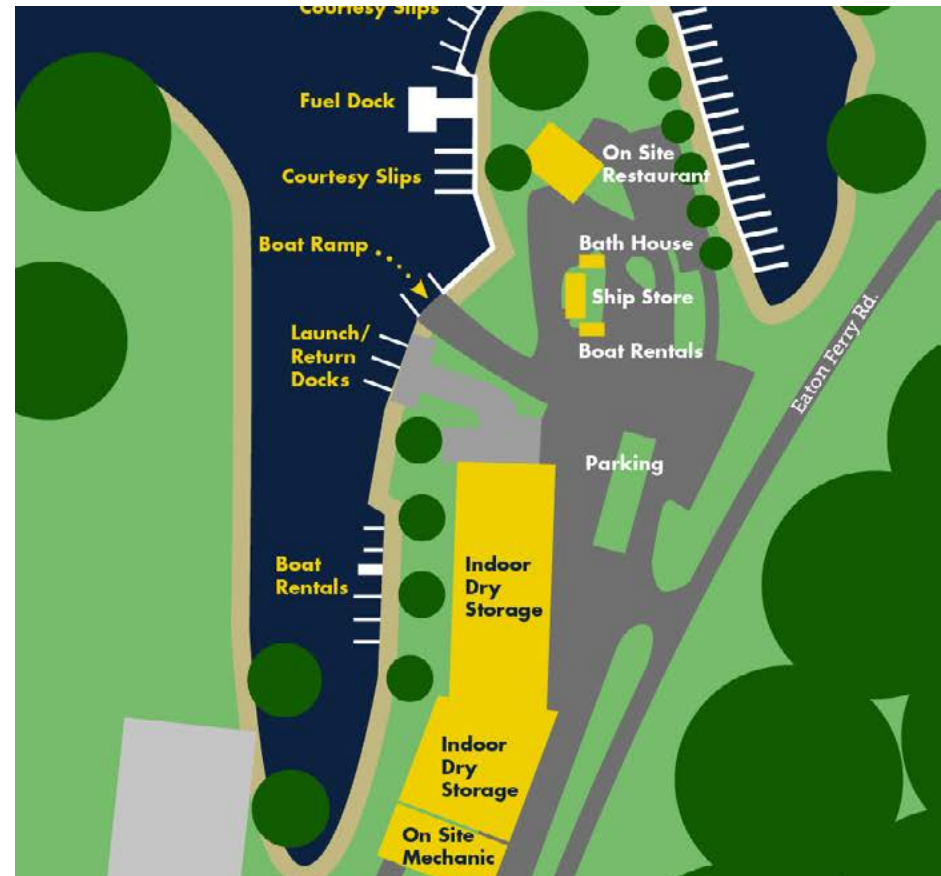 Courtesy Slips
Fuel Dock
Courtesy Slips
On Site
Restaurant
Boat Ramp
Bath House
Ship Store
Boat Rentals
Launch/
Return
Docks
Eaton Ferry Rd.
Parking
Boat
Rentals
Indoor
Dry
Storage
Indoor
Dry
Storage
On Site
Mechanic